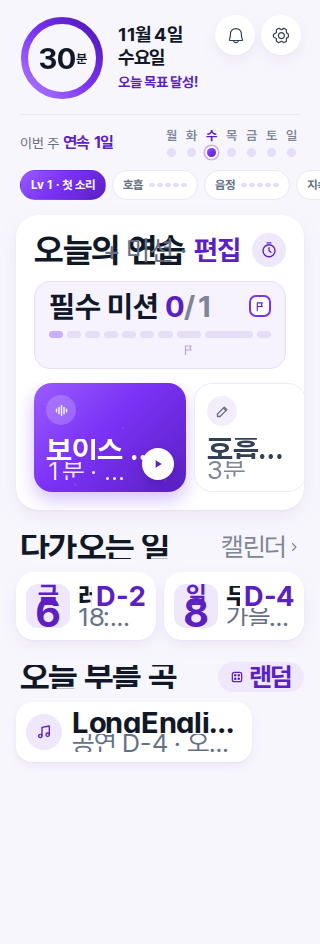 30분
11월 4일
수요일
오늘 목표 달성!
이번 주 연속 1일
월 화 수 목 금 토 일
Lv 1 · 첫 소리
호흡
음정
오늘의 연습
편집
필수 미션 0/1
보이스 ...
1분 · ...
호흡...
3분
다가오는 일
캘린더
금
6
D-2
18:...
일
8
D-4
가을...
오늘 부를 곡
랜덤
LongEngli...
공연 D-4 · 오...